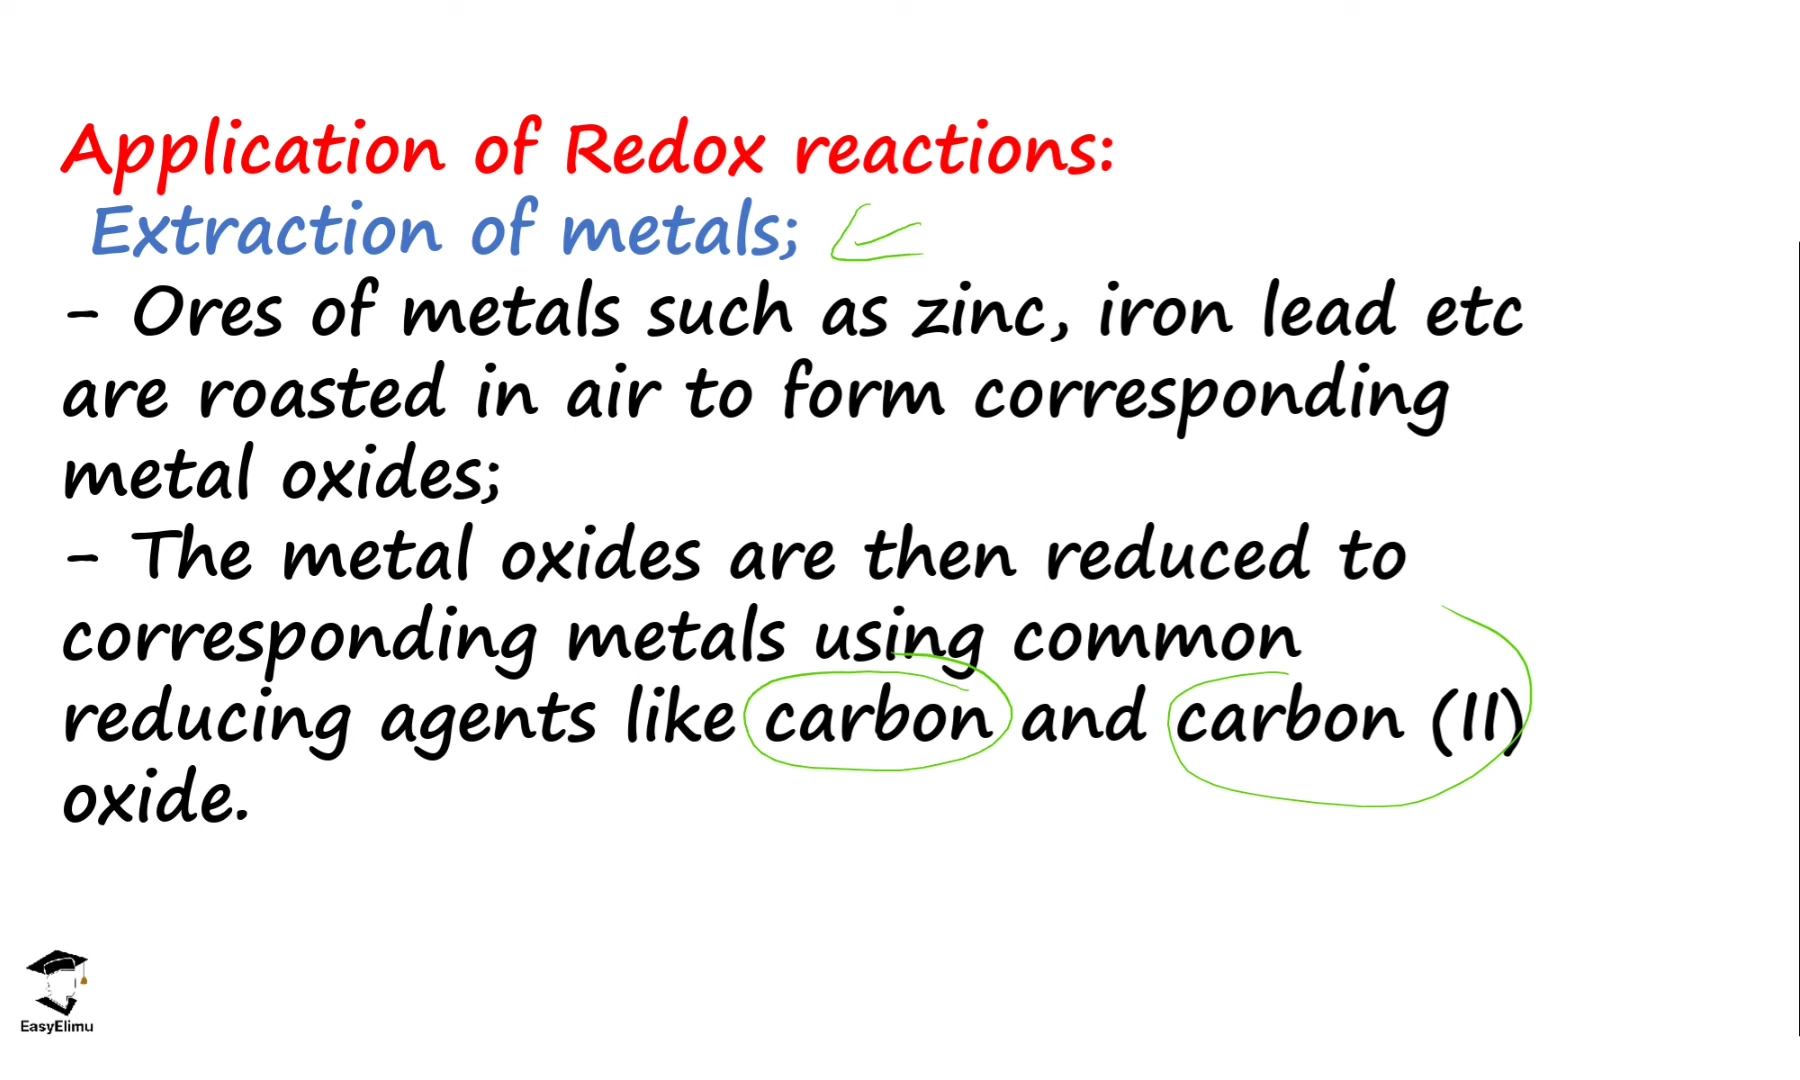 Application of Redox reactions:
Extraction of metals;
- Ores of metals such as zinc, iron lead etc
are roasted in air to form corresponding
metal oxides;
- The metal oxides are then reduced to
corresponding metals using common
reducing agents like carbon and carbon (II)
oxide.
EasyElimu